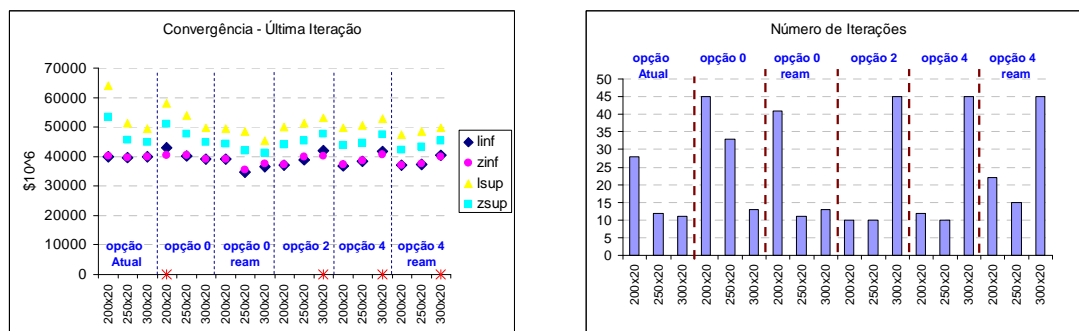 Convergência - Última Iteração
$10^6
70000
60000
50000
40000
30000
20000
10000
0
opção Atual
opção 0
opção 0 ream
opção 2
opção 4
opção 4 ream
200x20
250x20
300x20
200x20
250x20
300x20
200x20
250x20
300x20
200x20
250x20
300x20
200x20
250x20
300x20
200x20
250x20
300x20
linf
zinf
lsup
zsup
Número de Iterações
opção Atual
opção 0
opção 0 ream
opção 2
opção 4
opção 4 ream
50
45
40
35
30
25
20
15
10
5
0
200x20
250x20
300x20
200x20
250x20
300x20
200x20
250x20
300x20
200x20
250x20
300x20
200x20
250x20
300x20
200x20
250x20
300x20